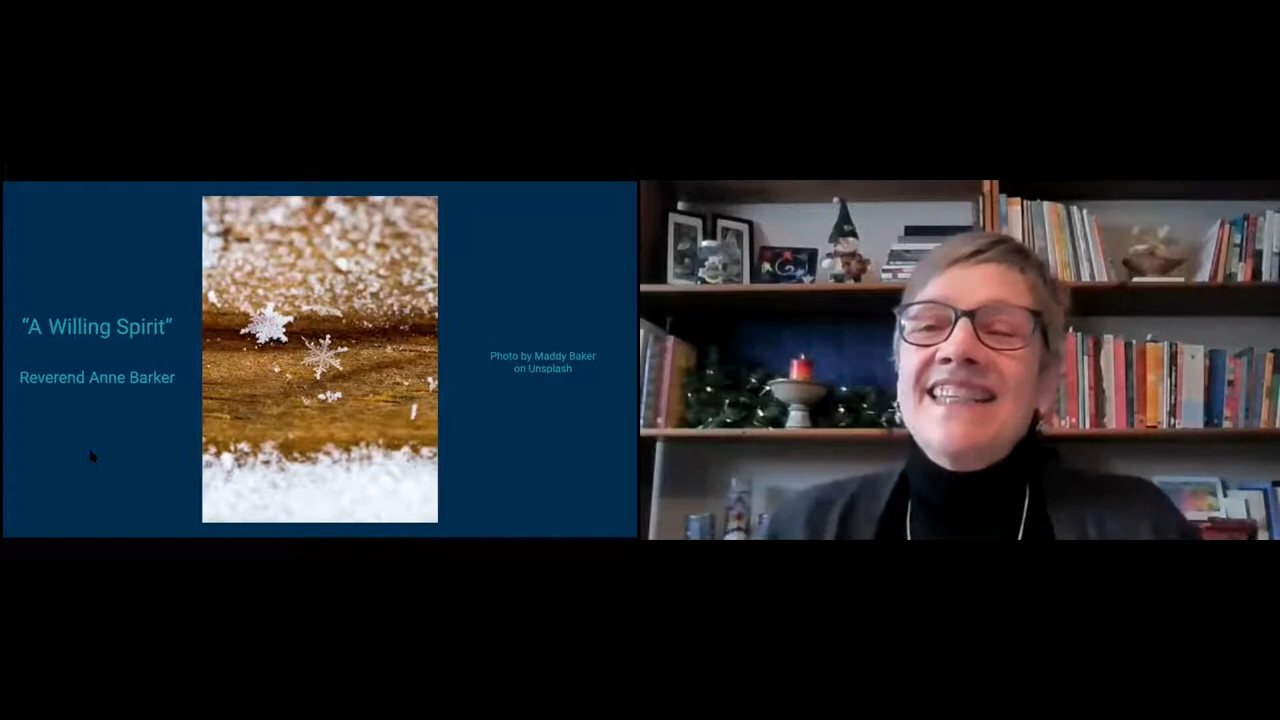 “A Willing Spirit”
Reverend Anne Barker
Photo by Maddy Baker
on Unsplash